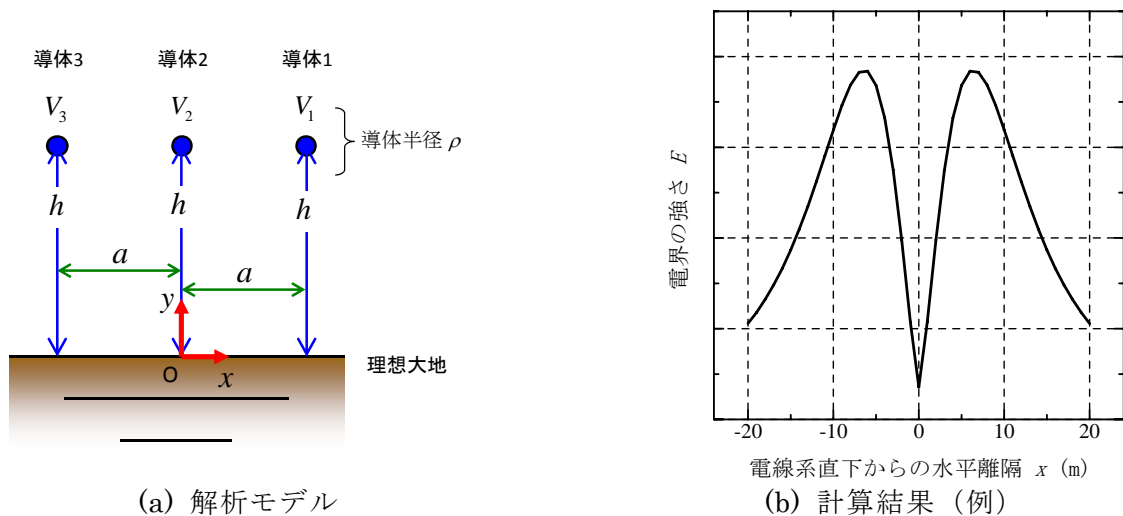 導体3 導体2 導体1
V₃ V₂ V₁
導体半径 ρ
h h h
a a
y
O x
理想大地
(a) 解析モデル
電界の強さ E
-20 -10 0 10 20
電線系直下からの水平離隔 x (m)
(b) 計算結果（例）